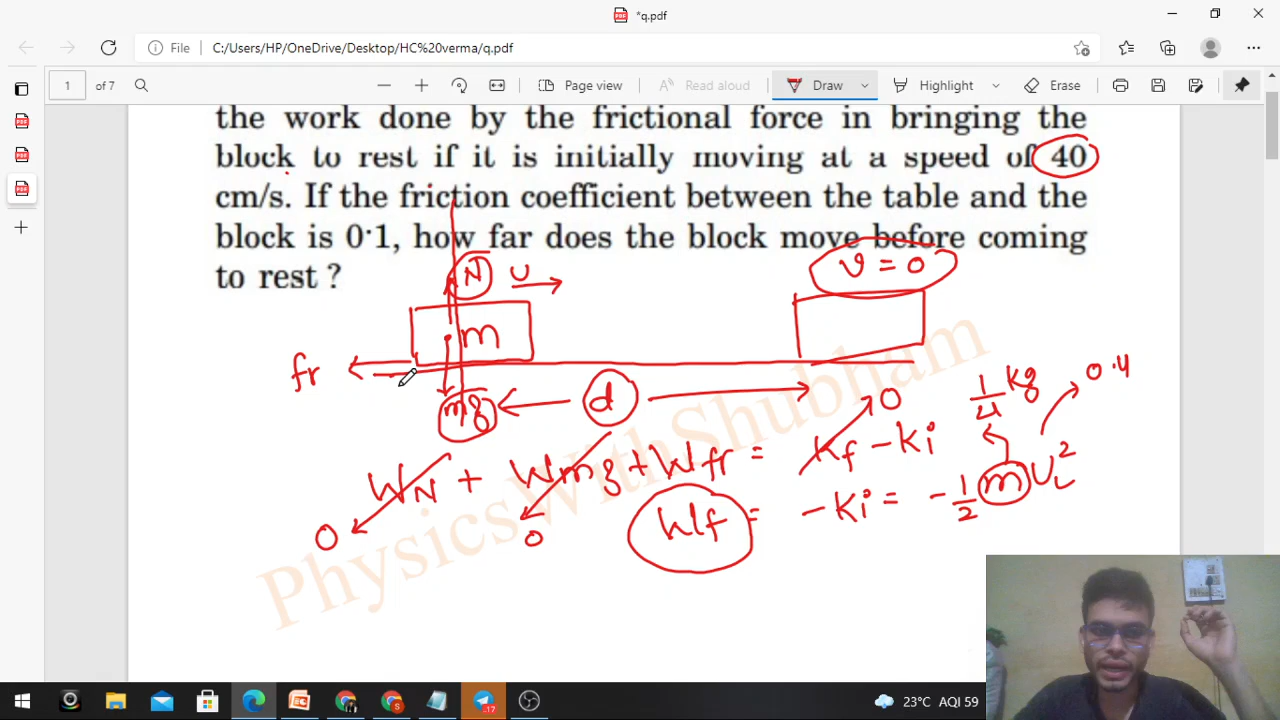 *q.pdf
File C:/Users/HP/OneDrive/Desktop/HC%20verma/q.pdf
1 of 7 Page view Read aloud Draw Highlight Erase
the work done by the frictional force in bringing the
block to rest if it is initially moving at a speed of 40
cm/s. If the friction coefficient between the table and the
block is 0·1, how far does the block move before coming
to rest ?
N U v = 0
m
fr
mg d 0 1/4 kg 0.4
WN + Wmg + Wfr = Kf - Ki
0 0 Wf = -Ki = -1/2 m U²
PhysicsWithShubham
17 23°C AQI 59